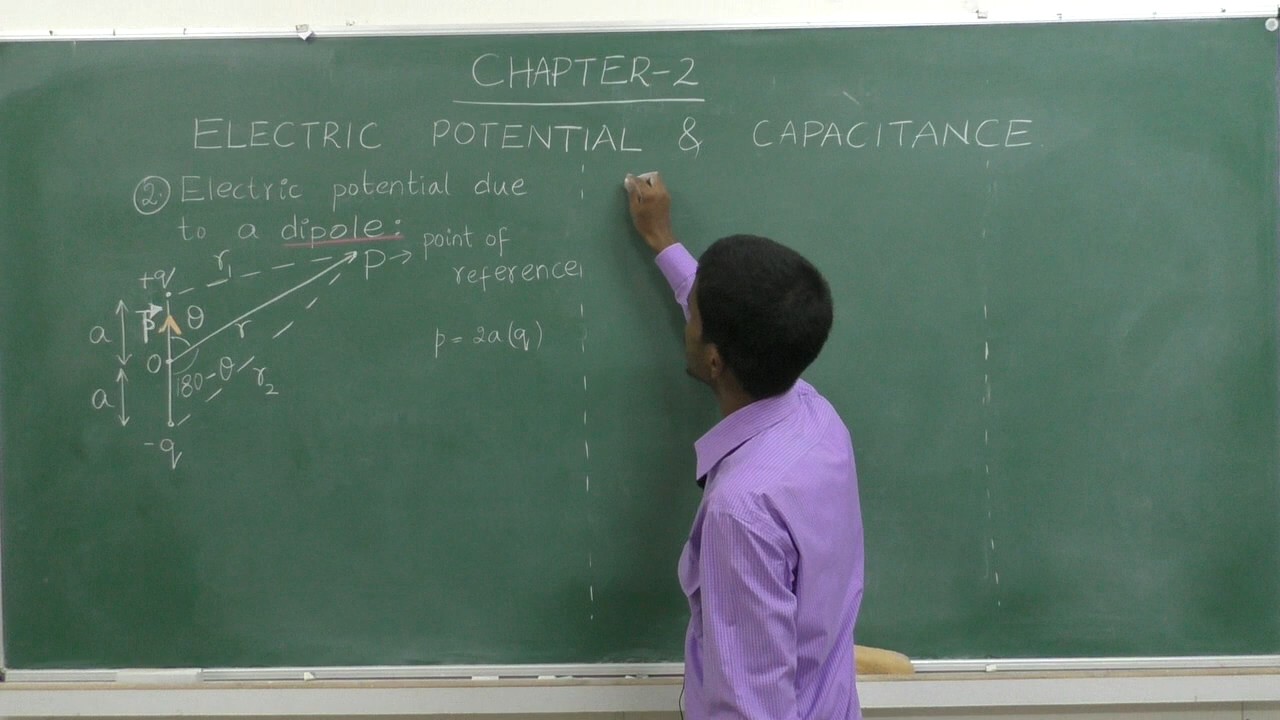 CHAPTER-2
ELECTRIC POTENTIAL & CAPACITANCE
2. Electric potential due
to a dipole:
P → point of
reference
r₁
+q
p
θ
a
r
p = 2a(q)
O
180-θ
r₂
a
-q